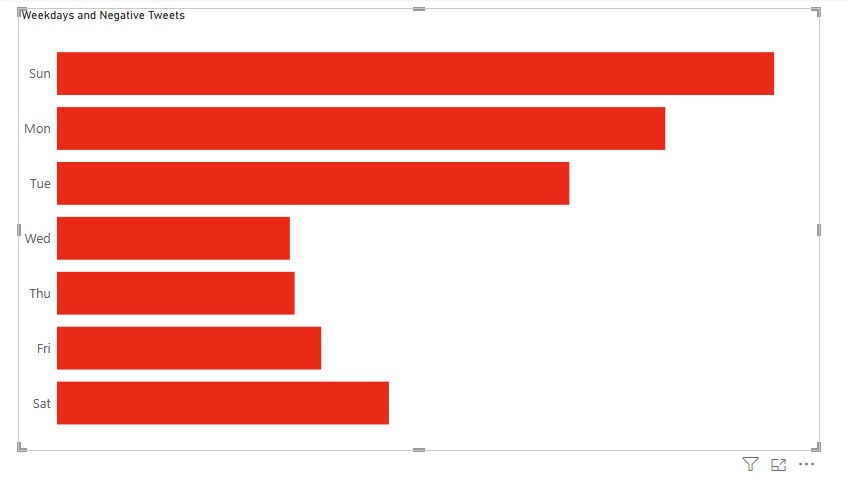 Weekdays and Negative Tweets
Sun
Mon
Tue
Wed
Thu
Fri
Sat